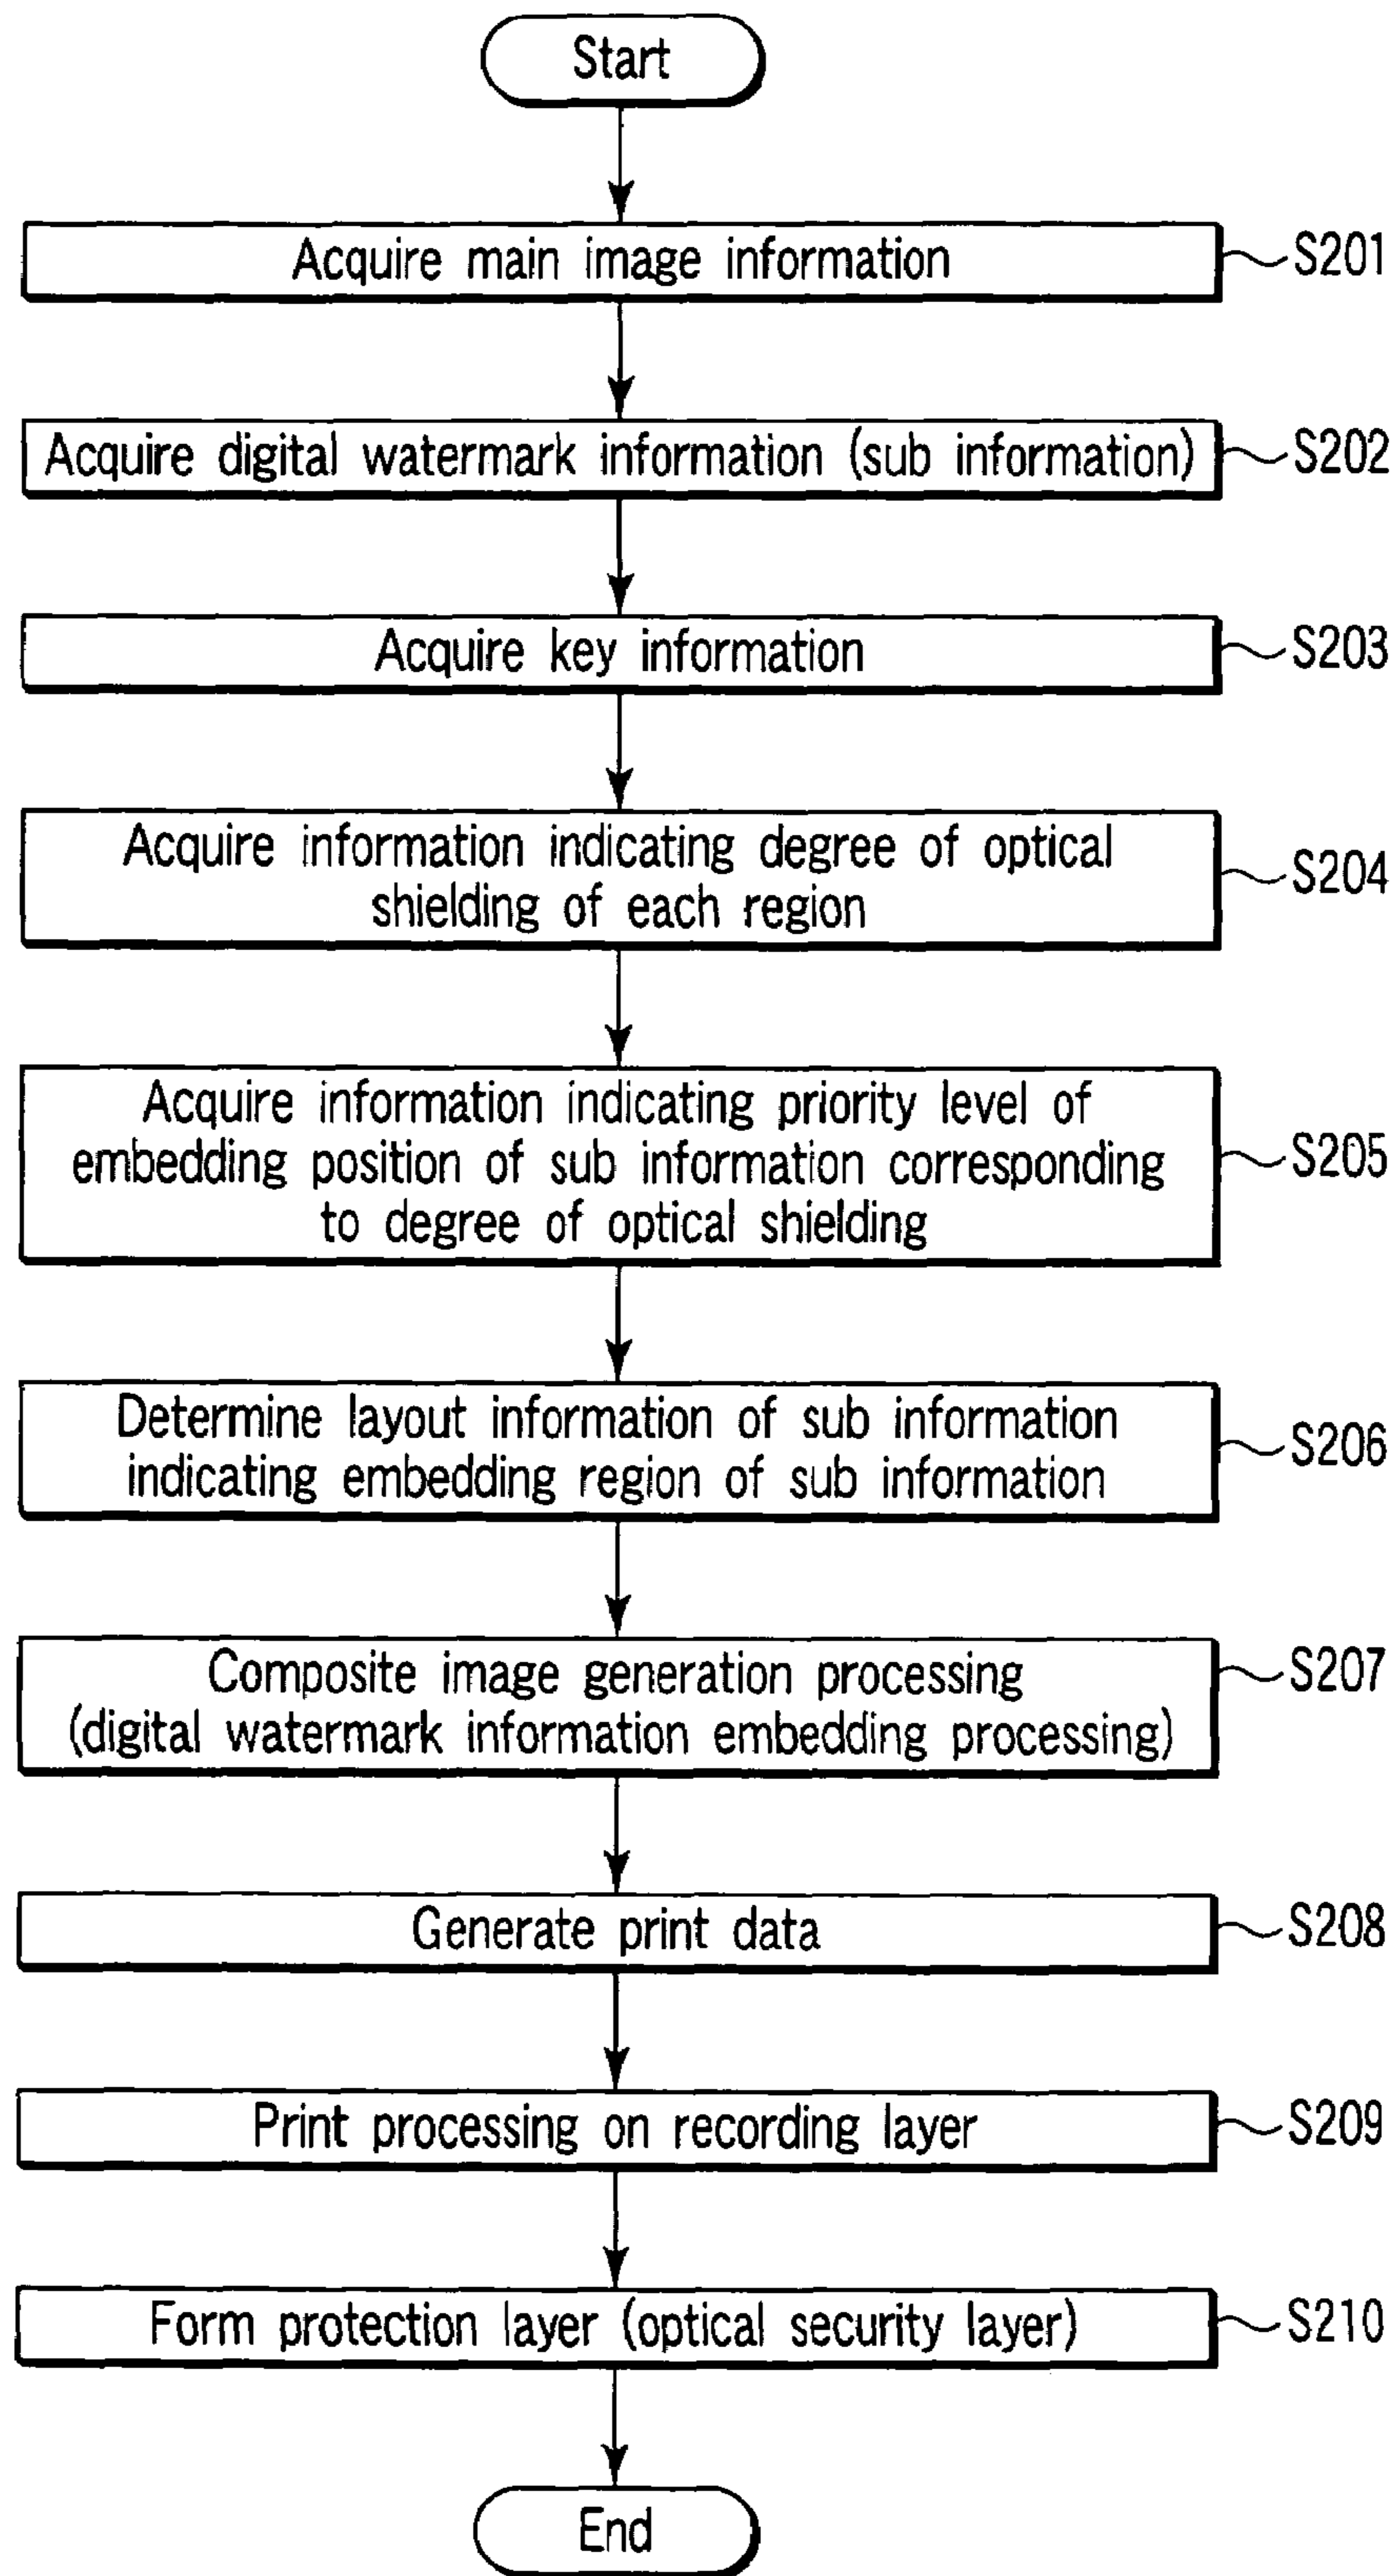 Start
Acquire main image information
S201
Acquire digital watermark information (sub information)
S202
Acquire key information
S203
Acquire information indicating degree of optical
shielding of each region
S204
Acquire information indicating priority level of
embedding position of sub information corresponding
to degree of optical shielding
S205
Determine layout information of sub information
indicating embedding region of sub information
S206
Composite image generation processing
(digital watermark information embedding processing)
S207
Generate print data
S208
Print processing on recording layer
S209
Form protection layer (optical security layer)
S210
End